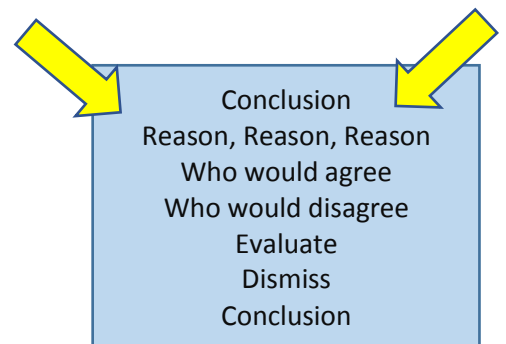 Conclusion
Reason, Reason, Reason
Who would agree
Who would disagree
Evaluate
Dismiss
Conclusion